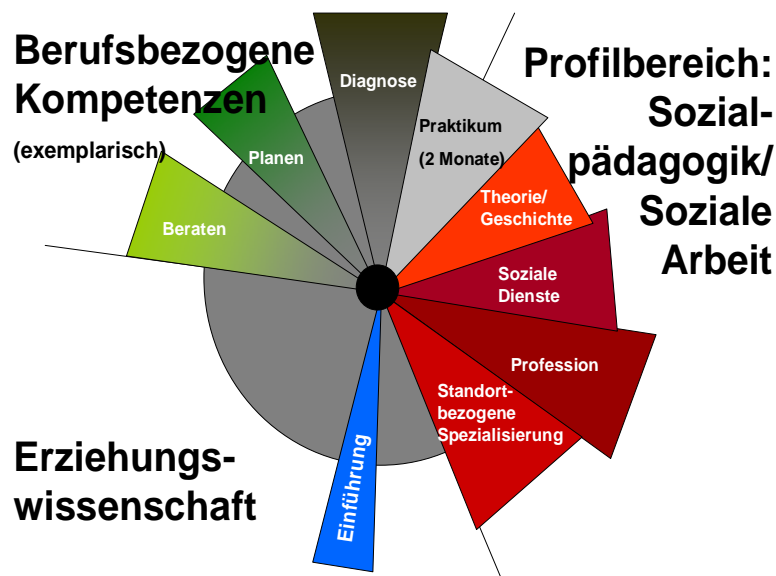 Berufsbezogene
Kompetenzen
(exemplarisch)
Profilbereich:
Sozial-
pädagogik/
Soziale
Arbeit
Diagnose
Planen
Beraten
Praktikum
(2 Monate)
Theorie/
Geschichte
Soziale
Dienste
Profession
Standort-
bezogene
Spezialisierung
Einführung
Erziehungs-
wissenschaft